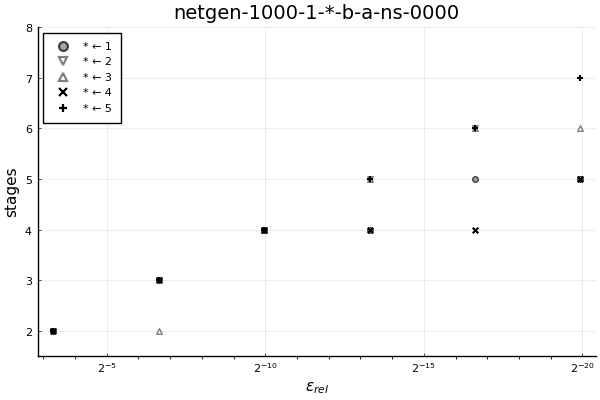 netgen-1000-1-*-b-a-ns-0000
8
7
6
5
4
3
2
stages
* ← 1
* ← 2
* ← 3
* ← 4
* ← 5
2⁻⁵ 2⁻¹⁰ 2⁻¹⁵ 2⁻²⁰
ε_rel